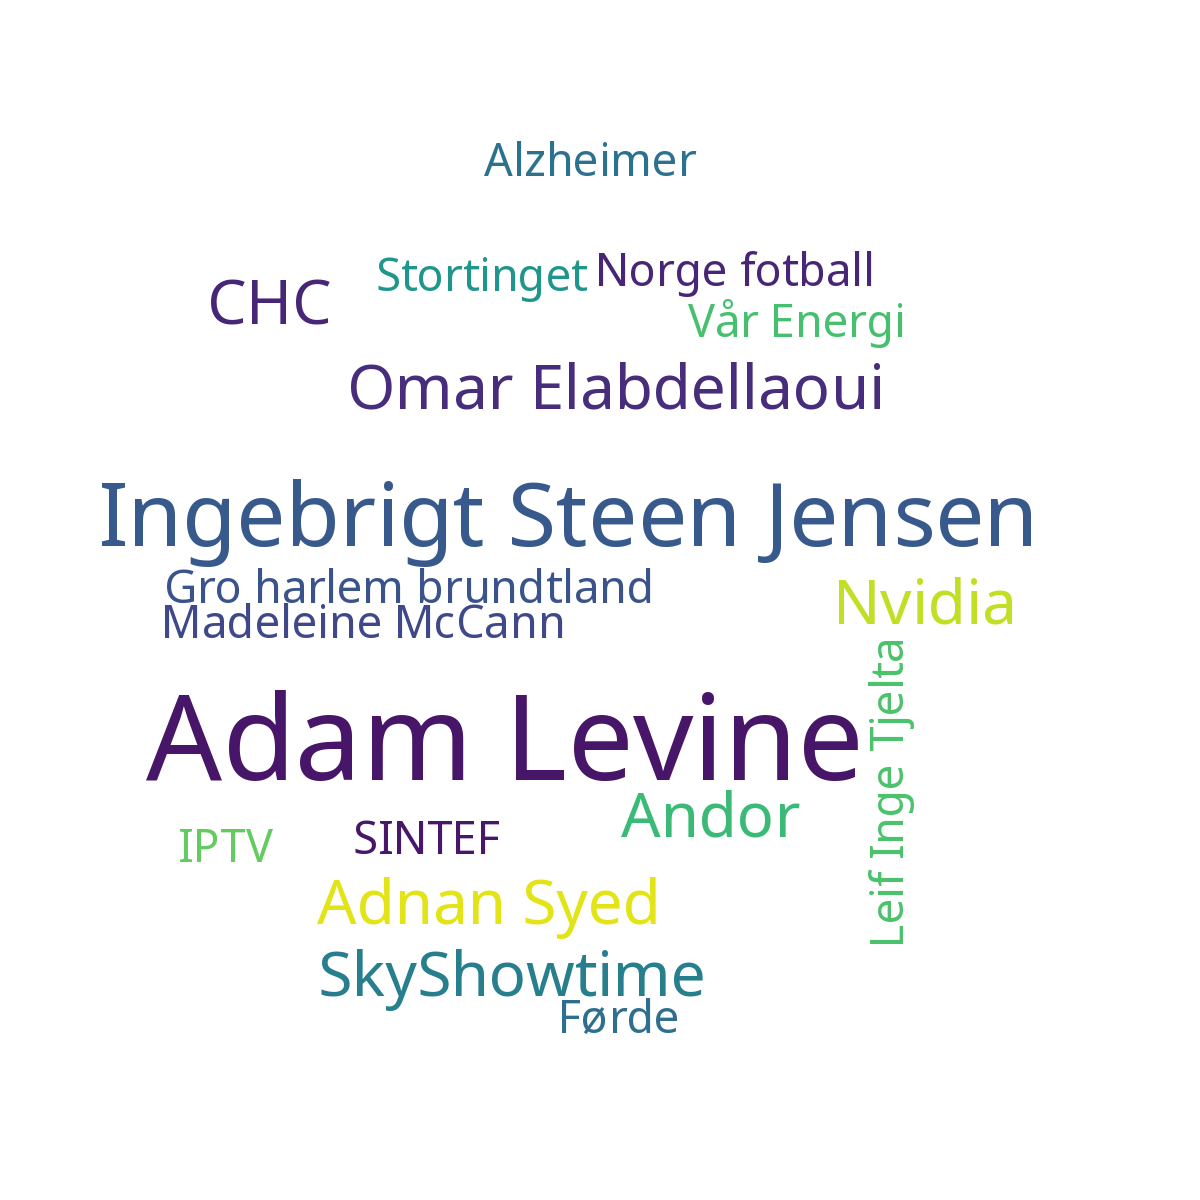 Alzheimer
Stortinget
Norge fotball
CHC
Vår Energi
Omar Elabdellaoui
Ingebrigt Steen Jensen
Gro harlem brundtland
Nvidia
Madeleine McCann
Leif Inge Tjelta
Adam Levine
Andor
IPTV
SINTEF
Adnan Syed
SkyShowtime
Førde